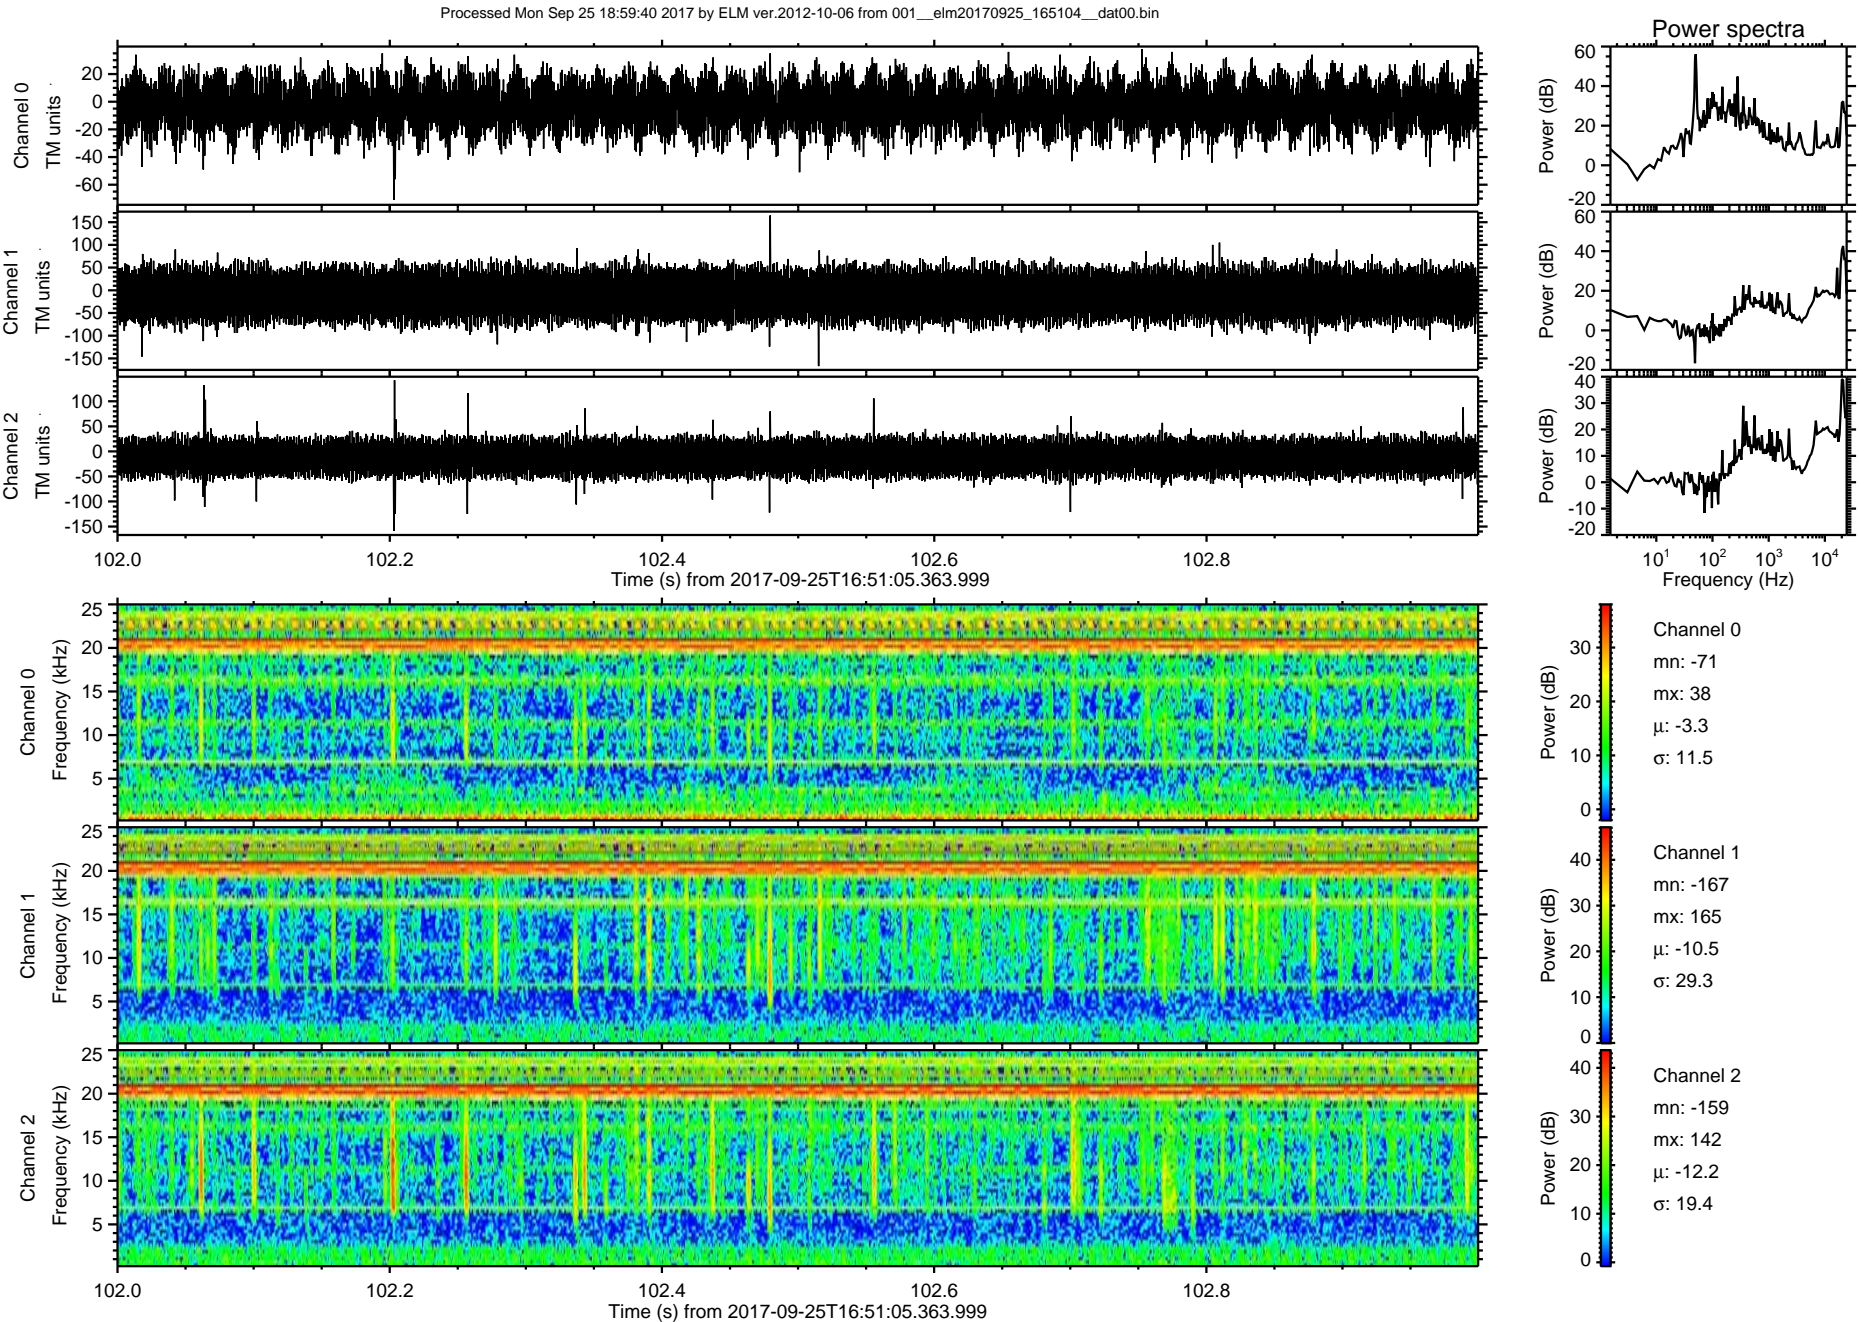 Processed Mon Sep 25 18:59:40 2017 by ELM ver.2012-10-06 from 001__elm20170925_165104__dat00.bin
Power spectra
Channel 0
TM units
20
0
-20
-40
-60
Power (dB)
60
40
20
0
-20
Channel 1
TM units
150
100
50
0
-50
-100
-150
Power (dB)
60
40
20
0
-20
Channel 2
TM units
100
50
0
-50
-100
-150
Power (dB)
40
30
20
10
0
-10
-20
102.0 102.2 102.4 102.6 102.8
Time (s) from 2017-09-25T16:51:05.363.999
10¹ 10² 10³ 10⁴
Frequency (Hz)
Channel 0
Frequency (kHz)
25
20
15
10
5
Power (dB)
30
20
10
0
Channel 0
mn: -71
mx: 38
μ: -3.3
σ: 11.5
Channel 1
Frequency (kHz)
25
20
15
10
5
Power (dB)
40
30
20
10
0
Channel 1
mn: -167
mx: 165
μ: -10.5
σ: 29.3
Channel 2
Frequency (kHz)
25
20
15
10
5
Power (dB)
40
30
20
10
0
Channel 2
mn: -159
mx: 142
μ: -12.2
σ: 19.4
102.0 102.2 102.4 102.6 102.8
Time (s) from 2017-09-25T16:51:05.363.999